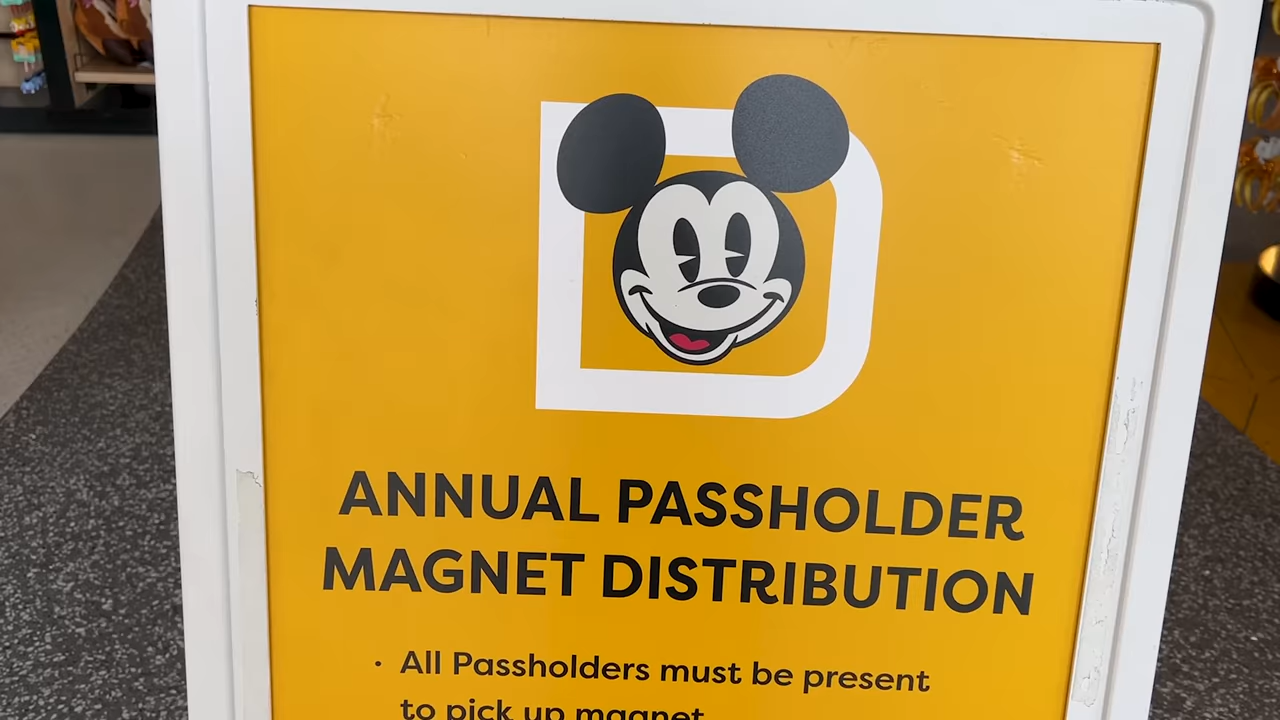 ANNUAL PASSHOLDER
MAGNET DISTRIBUTION
· All Passholders must be present
to pick up magnet